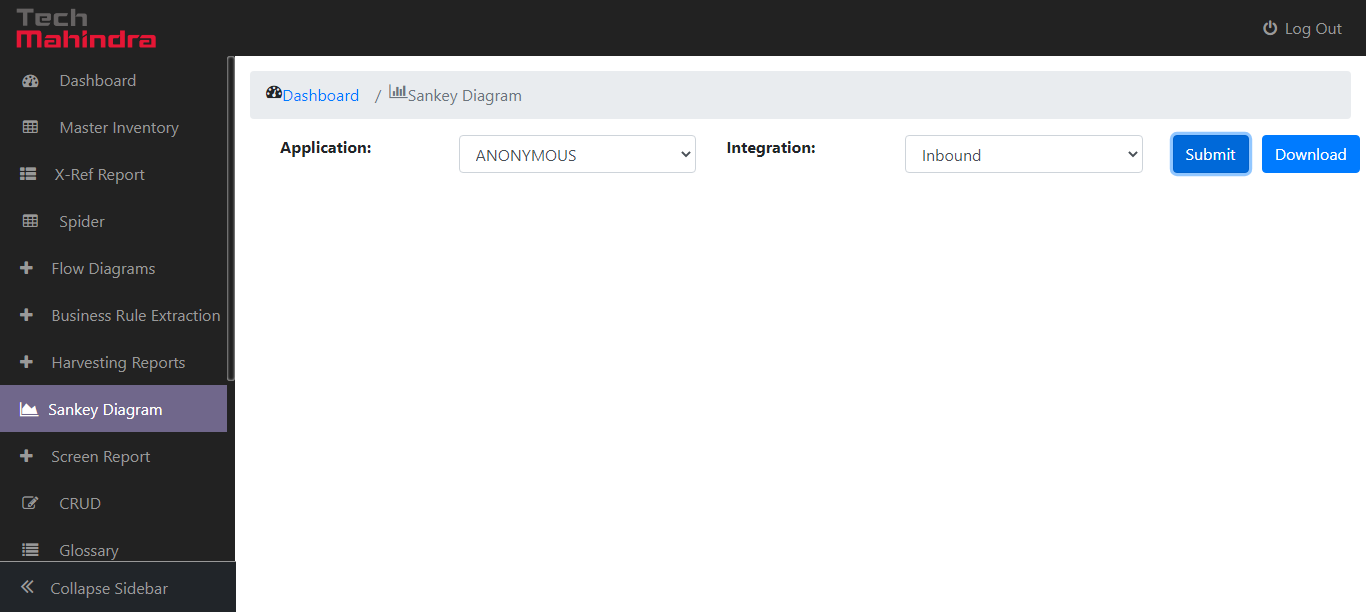 Tech
Mahindra
Log Out
Dashboard
Master Inventory
X-Ref Report
Spider
Flow Diagrams
Business Rule Extraction
Harvesting Reports
Sankey Diagram
Screen Report
CRUD
Glossary
Collapse Sidebar
Dashboard / Sankey Diagram
Application: ANONYMOUS Integration: Inbound Submit Download